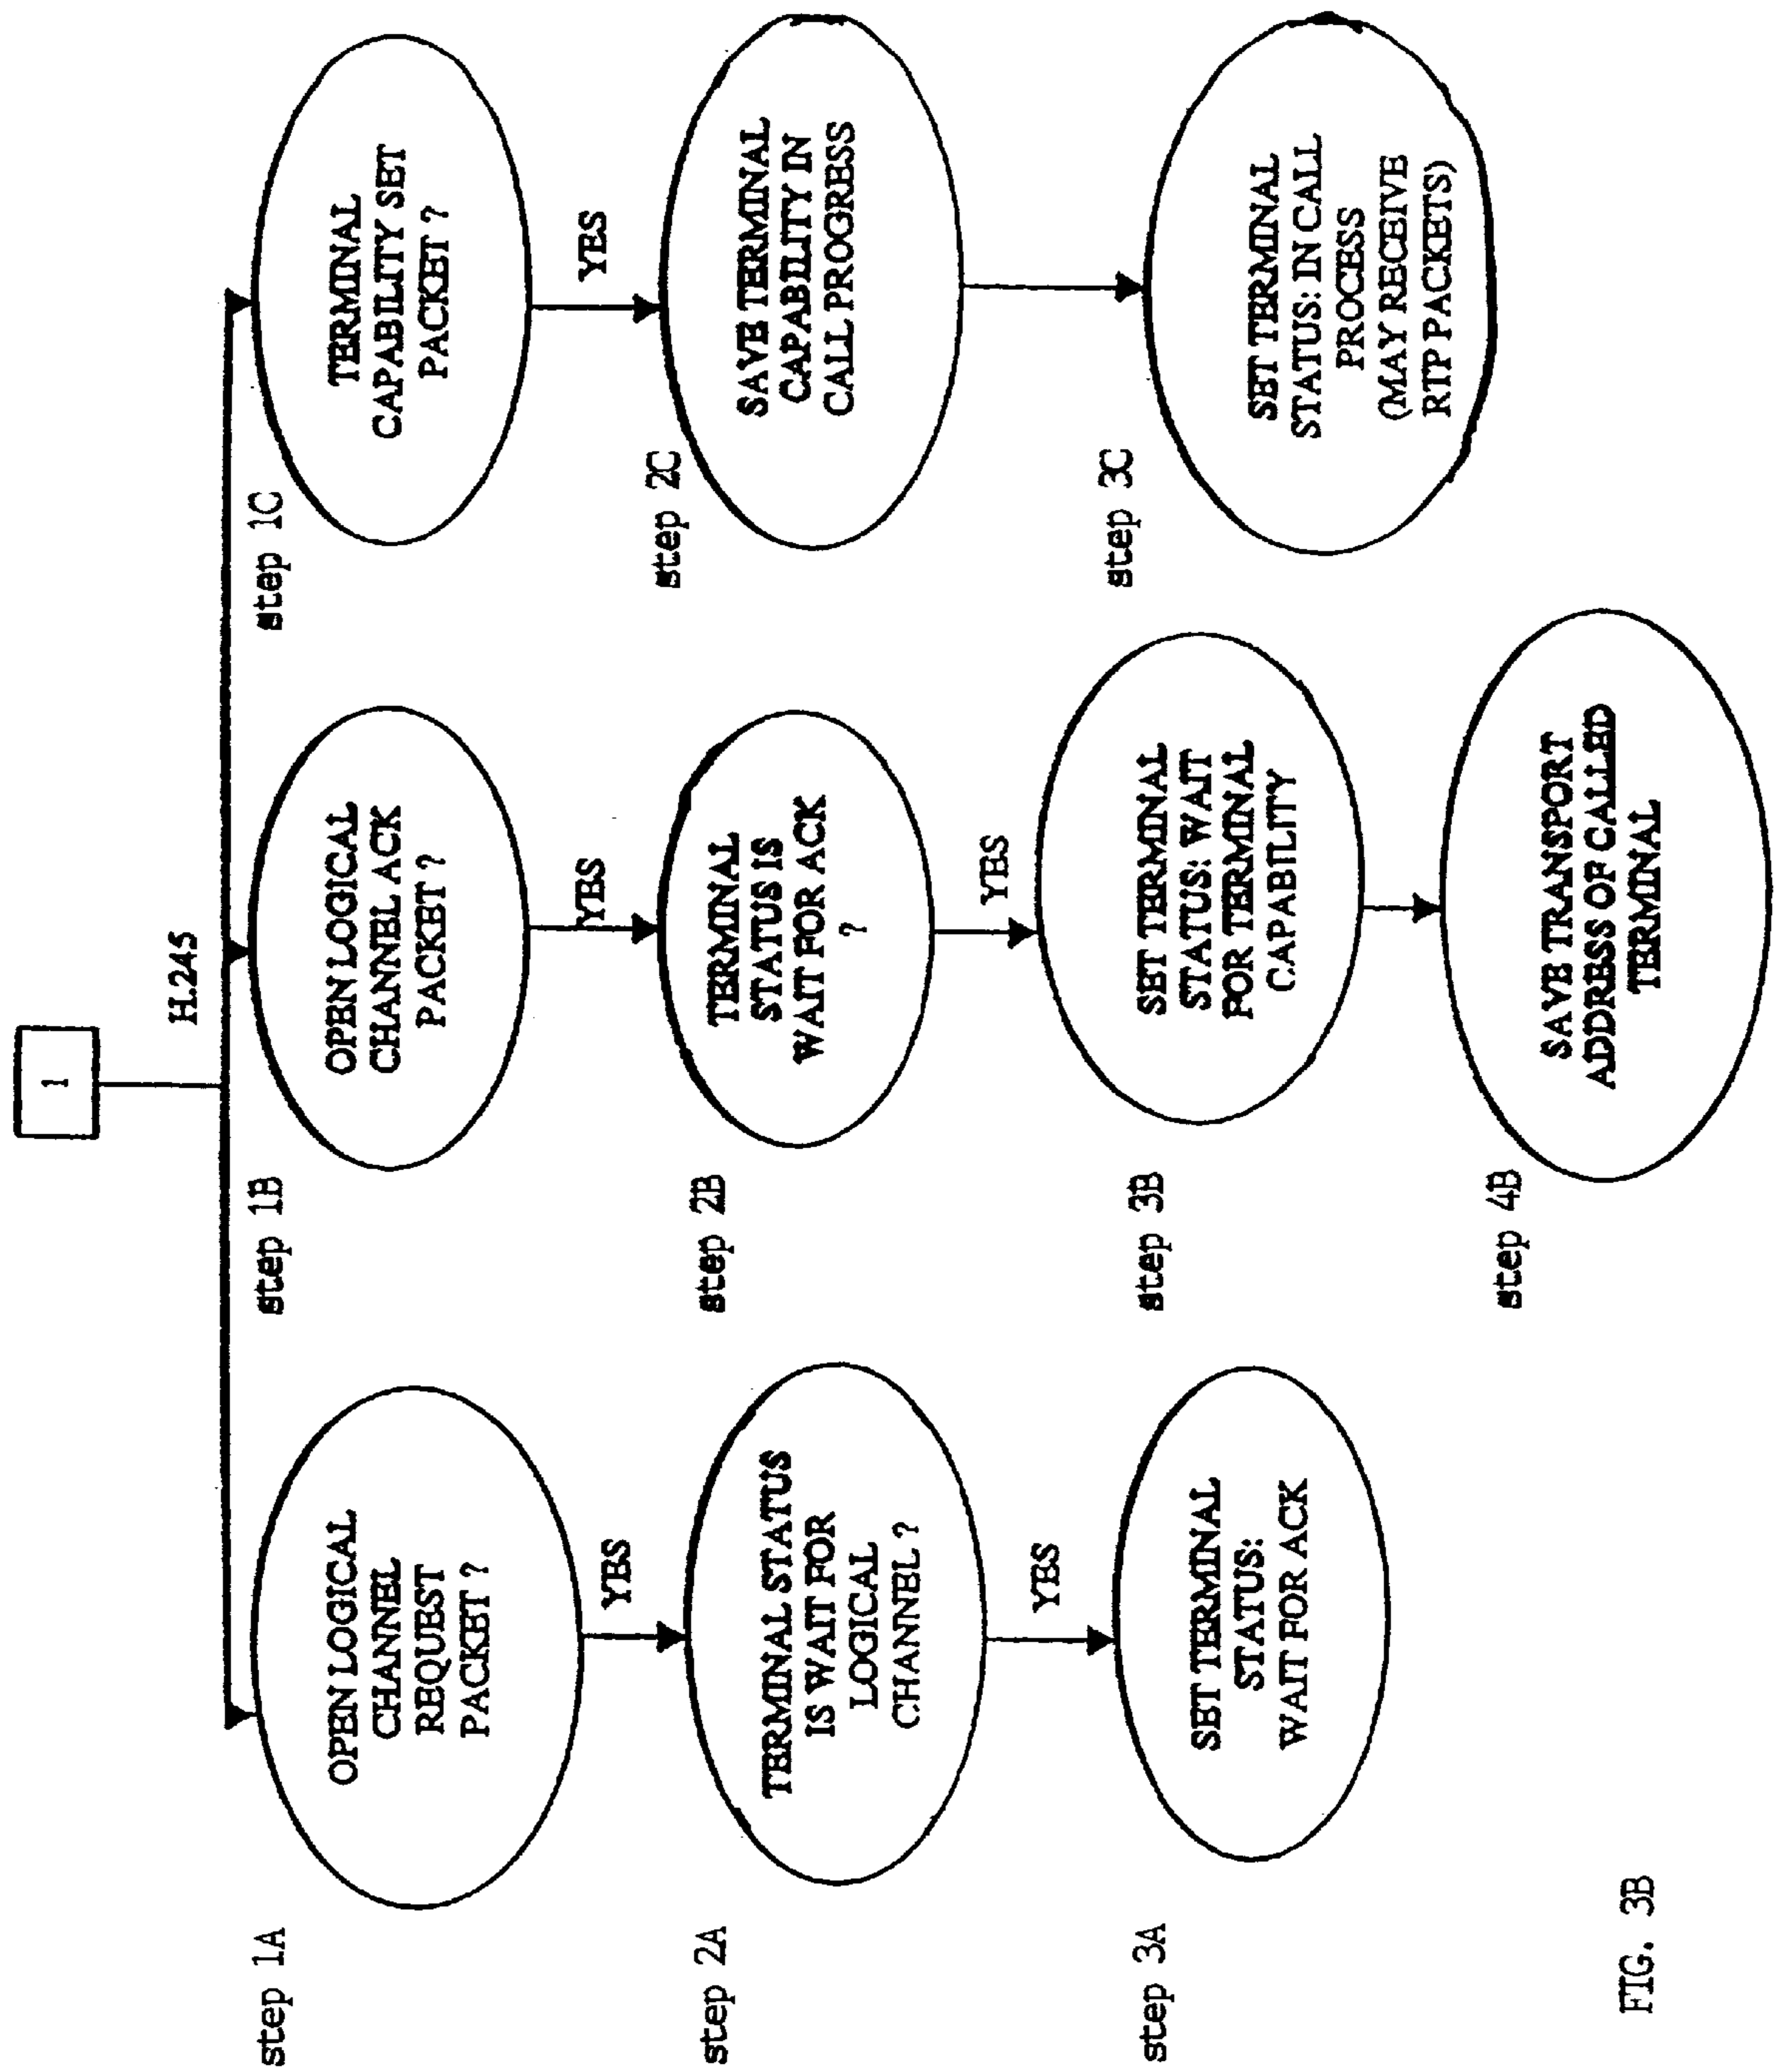 1
H.245
step 1A
OPEN LOGICAL
CHANNEL
REQUEST
PACKET ?
YES
step 2A
TERMINAL STATUS
IS WAIT FOR
LOGICAL
CHANNEL ?
YES
step 3A
SET TERMINAL
STATUS:
WAIT FOR ACK
step 1B
OPEN LOGICAL
CHANNEL ACK
PACKET ?
YES
step 2B
TERMINAL
STATUS IS
WAIT FOR ACK
?
YES
step 3B
SET TERMINAL
STATUS: WAIT
FOR TERMINAL
CAPABILITY
step 4B
SAVE TRANSPORT
ADDRESS OF CALLED
TERMINAL
step 1C
TERMINAL
CAPABILITY SET
PACKET ?
YES
step 2C
SAVE TERMINAL
CAPABILITY IN
CALL PROGRESS
step 3C
SET TERMINAL
STATUS: IN CALL
PROCESS
(MAY RECEIVE
RTP PACKETS)
FIG. 3B